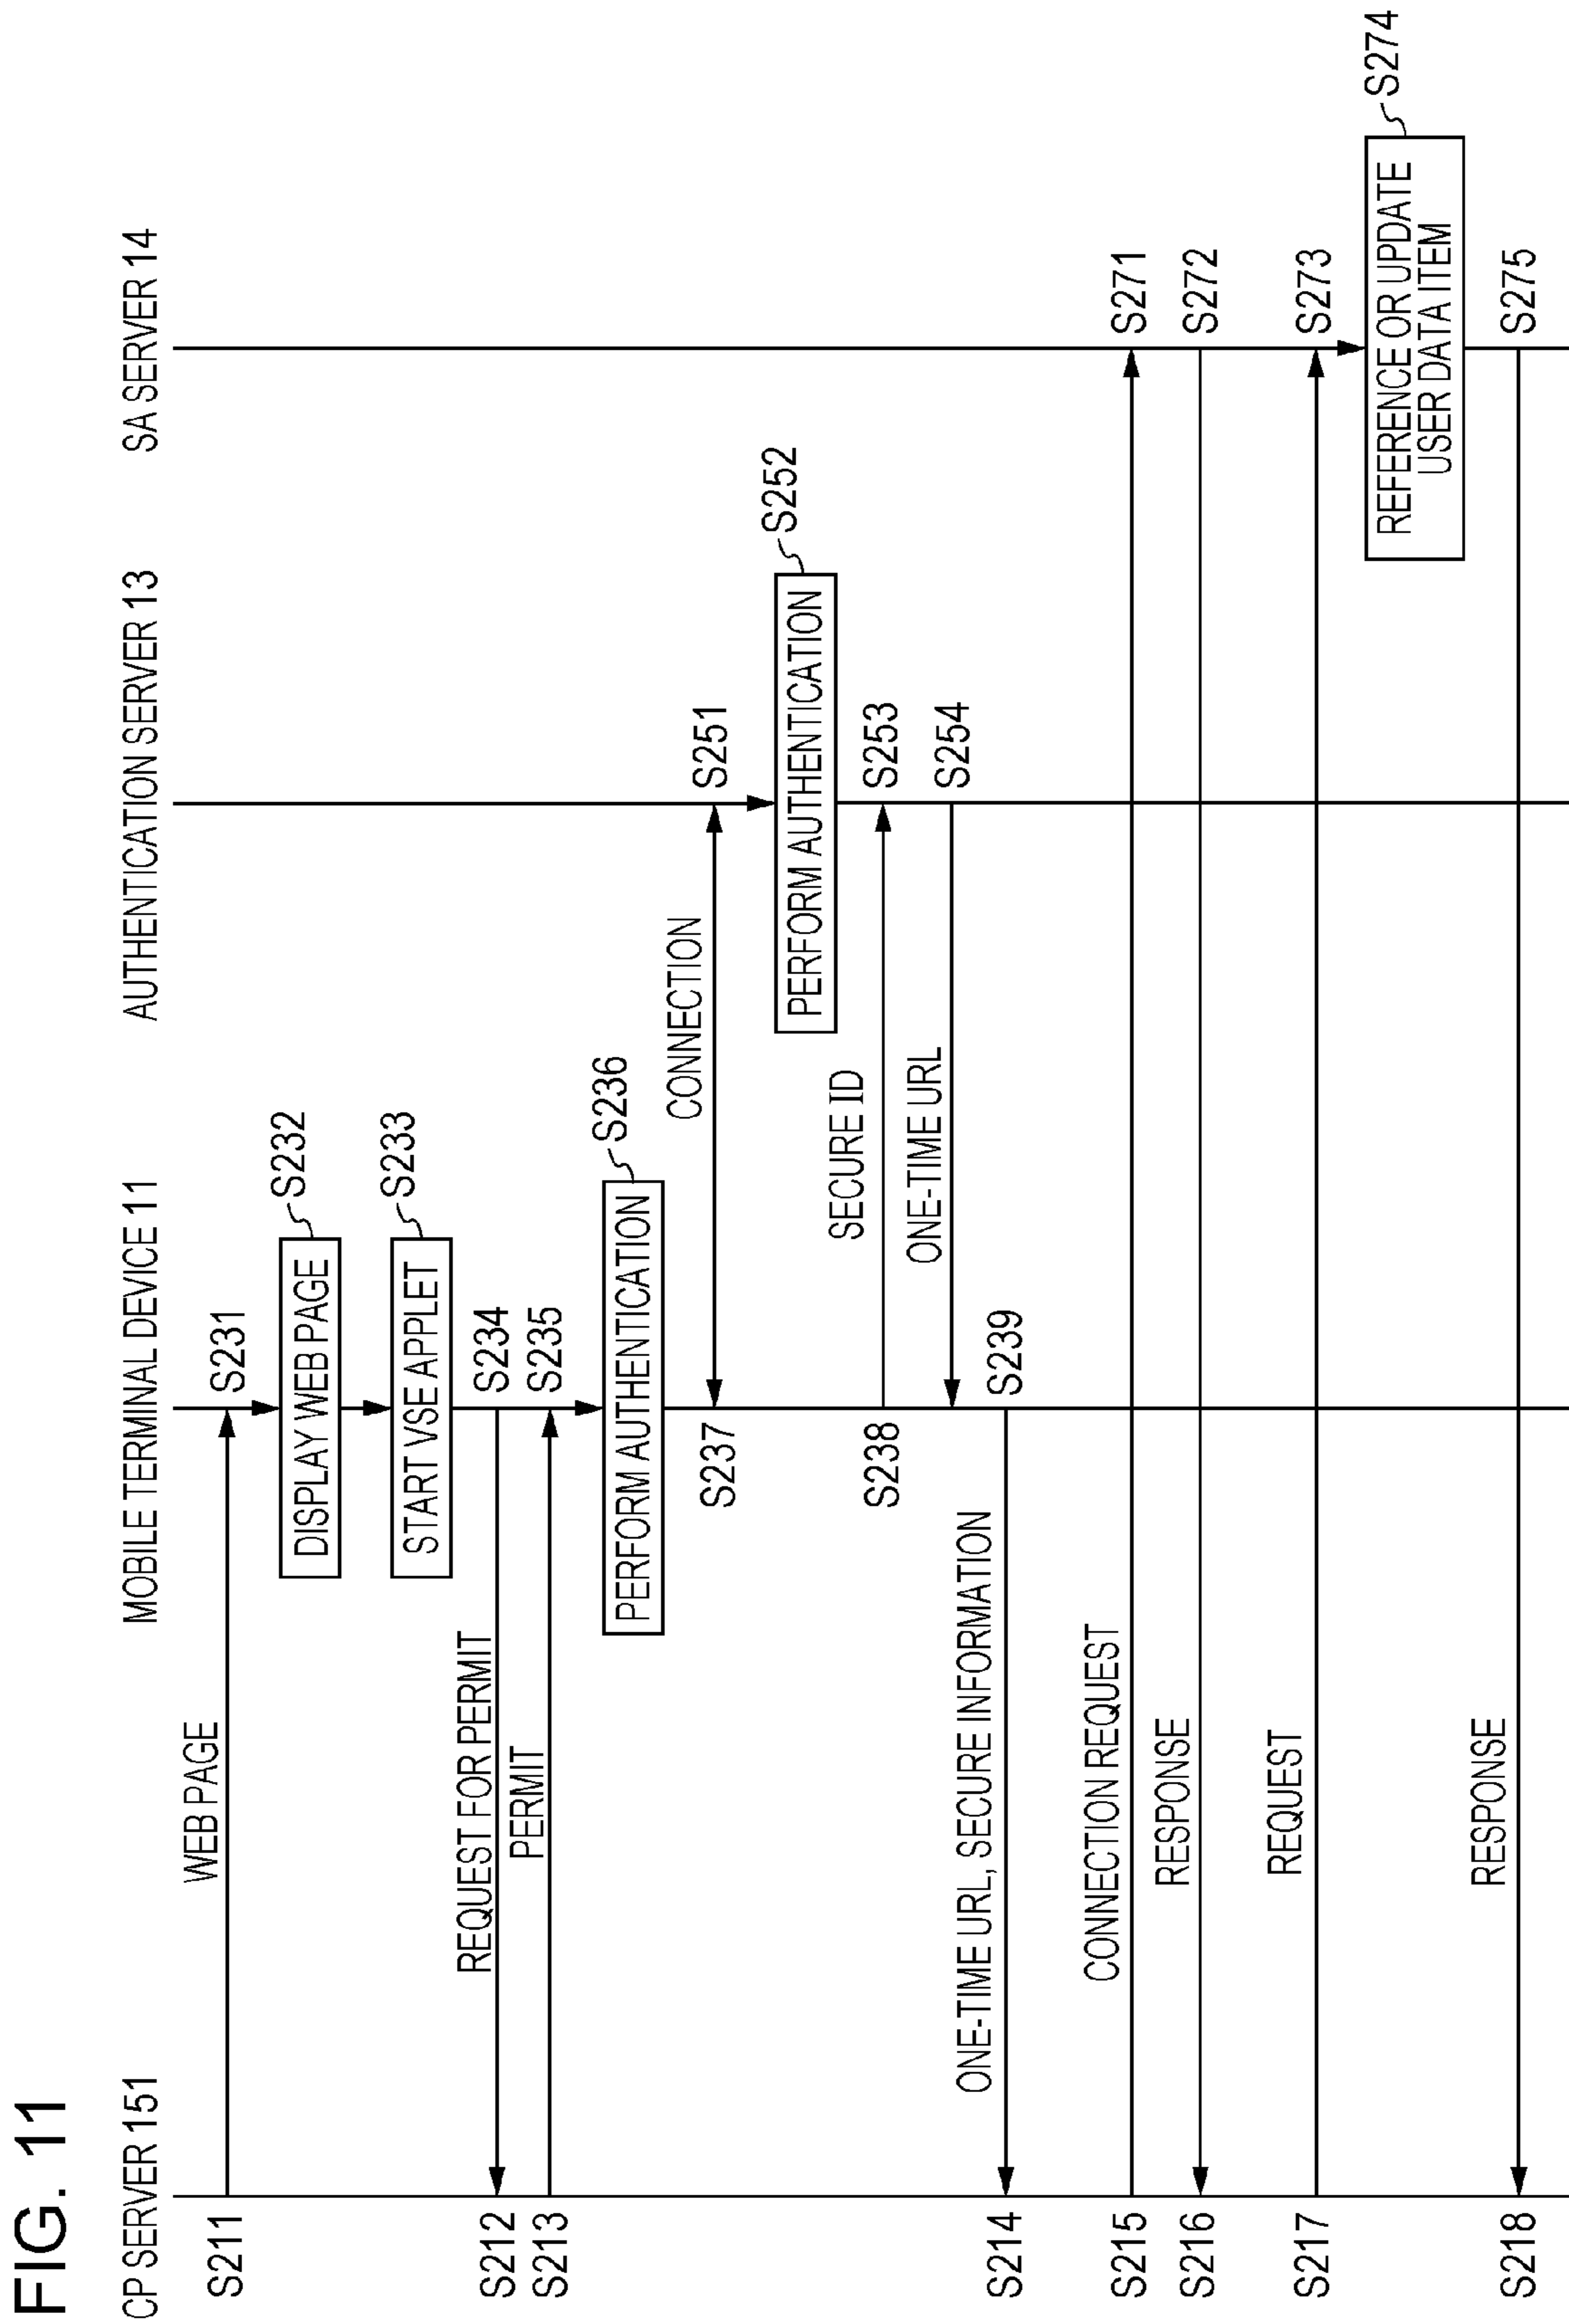 FIG. 11
CP SERVER 151
MOBILE TERMINAL DEVICE 11
AUTHENTICATION SERVER 13
SA SERVER 14
S211
WEB PAGE
S231
DISPLAY WEB PAGE
S232
START VSE APPLET
S233
S212
REQUEST FOR PERMIT
S234
S213
PERMIT
S235
PERFORM AUTHENTICATION
S236
S237
CONNECTION
S251
PERFORM AUTHENTICATION
S252
S238
SECURE ID
S253
ONE-TIME URL
S254
S214
ONE-TIME URL, SECURE INFORMATION
S239
S215
CONNECTION REQUEST
S271
S216
RESPONSE
S272
S217
REQUEST
S273
REFERENCE OR UPDATE
USER DATA ITEM
S274
S218
RESPONSE
S275